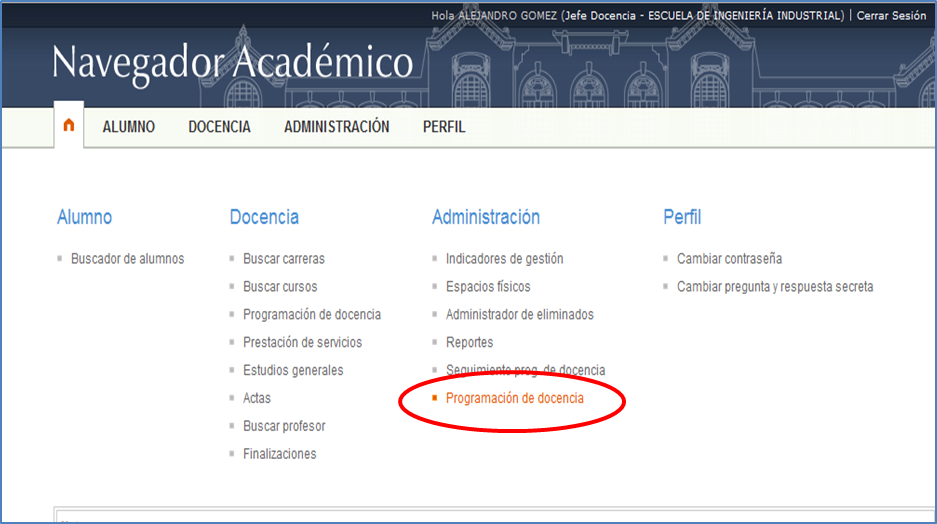 Hola ALEJANDRO GOMEZ (Jefe Docencia - ESCUELA DE INGENIERÍA INDUSTRIAL) | Cerrar Sesión
Navegador Académico
ALUMNO DOCENCIA ADMINISTRACIÓN PERFIL
Alumno
Buscador de alumnos
Docencia
Buscar carreras
Buscar cursos
Programación de docencia
Prestación de servicios
Estudios generales
Actas
Buscar profesor
Finalizaciones
Administración
Indicadores de gestión
Espacios físicos
Administrador de eliminados
Reportes
Seguimiento prog. de docencia
Programación de docencia
Perfil
Cambiar contraseña
Cambiar pregunta y respuesta secreta